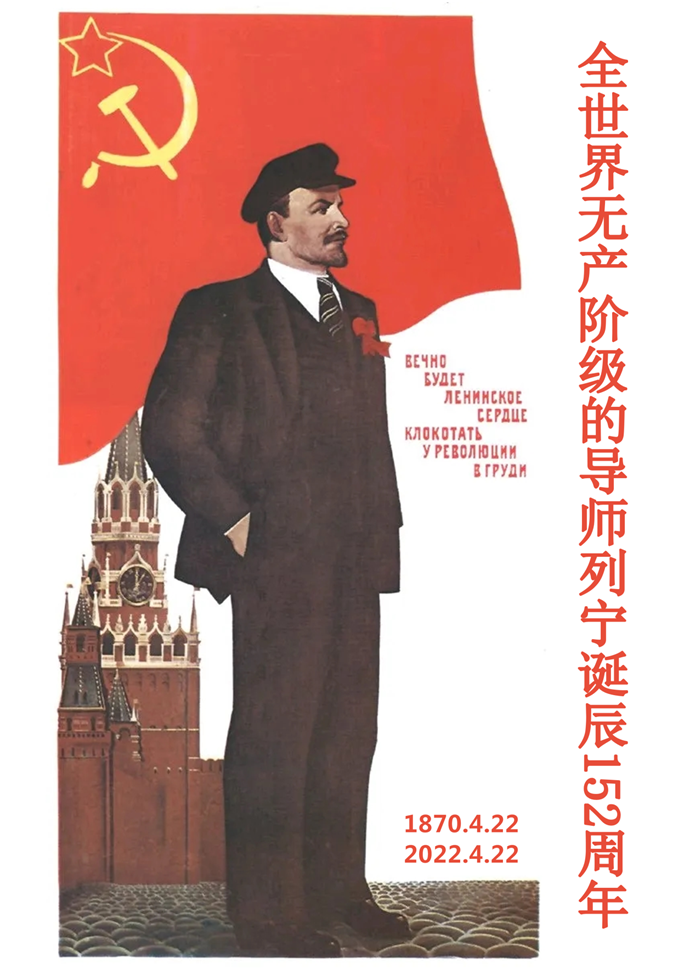 全世界无产阶级的导师列宁诞辰152周年
ВЕЧНО
БУДЕТ
ЛЕНИНСКОЕ
СЕРДЦЕ
КЛОКОТАТЬ
У РЕВОЛЮЦИИ
В ГРУДИ
1870.4.22
2022.4.22